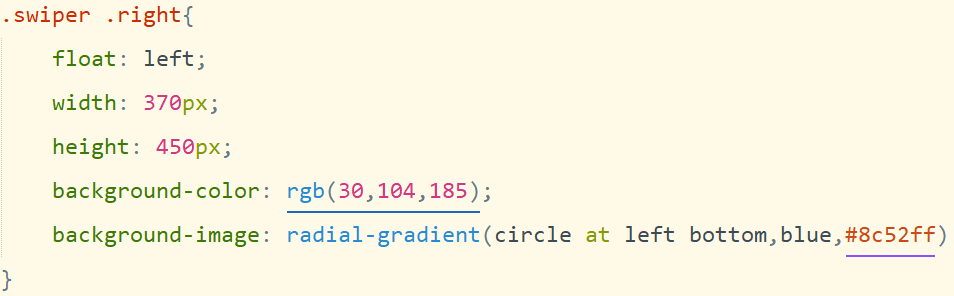 .swiper .right{
float: left;
width: 370px;
height: 450px;
background-color: rgb(30,104,185);
background-image: radial-gradient(circle at left bottom,blue,#8c52ff)
}